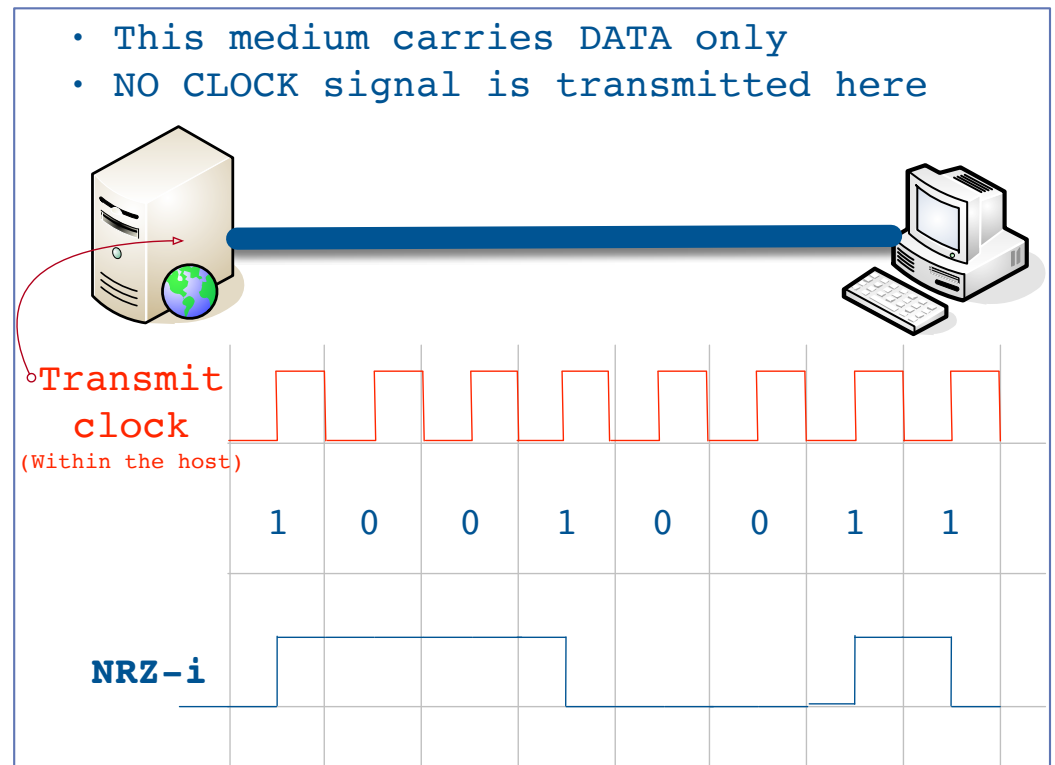 • This medium carries DATA only
• NO CLOCK signal is transmitted here
Transmit
clock
(Within the host)
1 0 0 1 0 0 1 1
NRZ-i